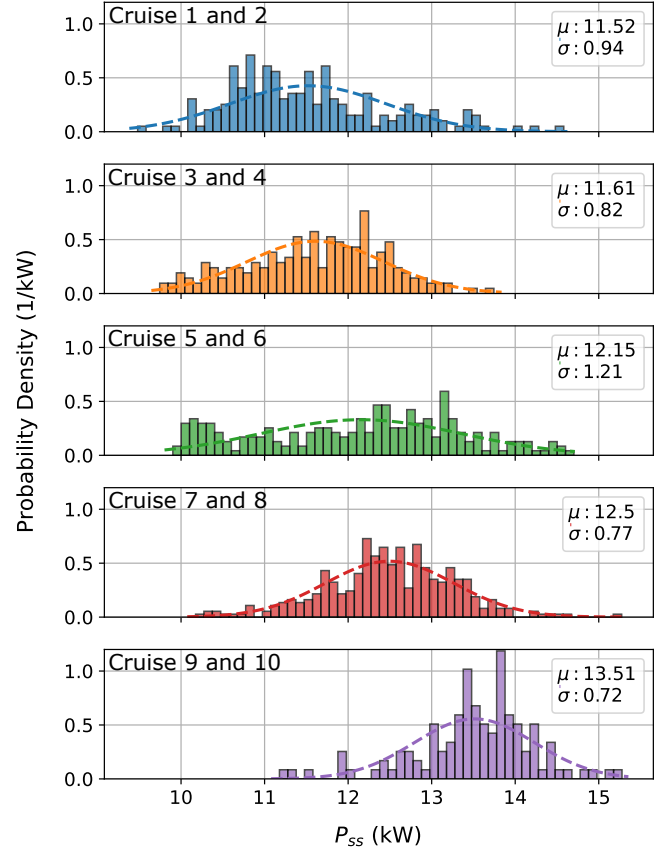 Cruise 1 and 2
μ: 11.52
σ: 0.94
1.0
0.5
0.0
Cruise 3 and 4
μ: 11.61
σ: 0.82
1.0
0.5
0.0
Cruise 5 and 6
μ: 12.15
σ: 1.21
1.0
0.5
0.0
Cruise 7 and 8
μ: 12.5
σ: 0.77
1.0
0.5
0.0
Cruise 9 and 10
μ: 13.51
σ: 0.72
1.0
0.5
0.0
10 11 12 13 14 15
P_{ss} (kW)
Probability Density (1/kW)